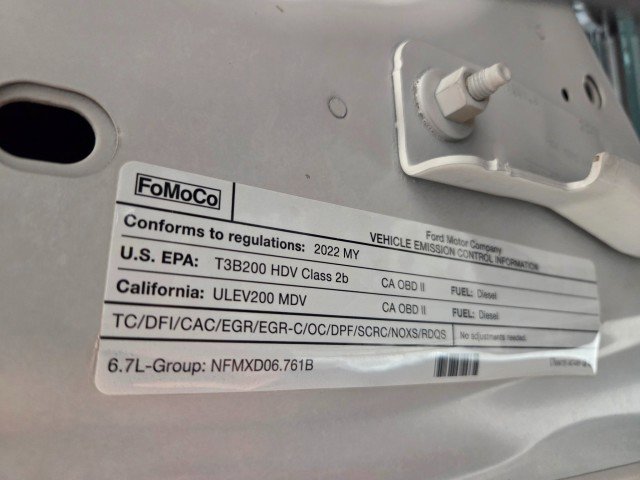 FoMoCo
Ford Motor Company
VEHICLE EMISSION CONTROL INFORMATION
Conforms to regulations: 2022 MY
U.S. EPA: T3B200 HDV Class 2b CA OBD II FUEL: Diesel
California: ULEV200 MDV CA OBD II FUEL: Diesel
TC/DFI/CAC/EGR/EGR-C/OC/DPF/SCRC/NOXS/RDQS No adjustments needed.
6.7L-Group: NFMXD06.761B